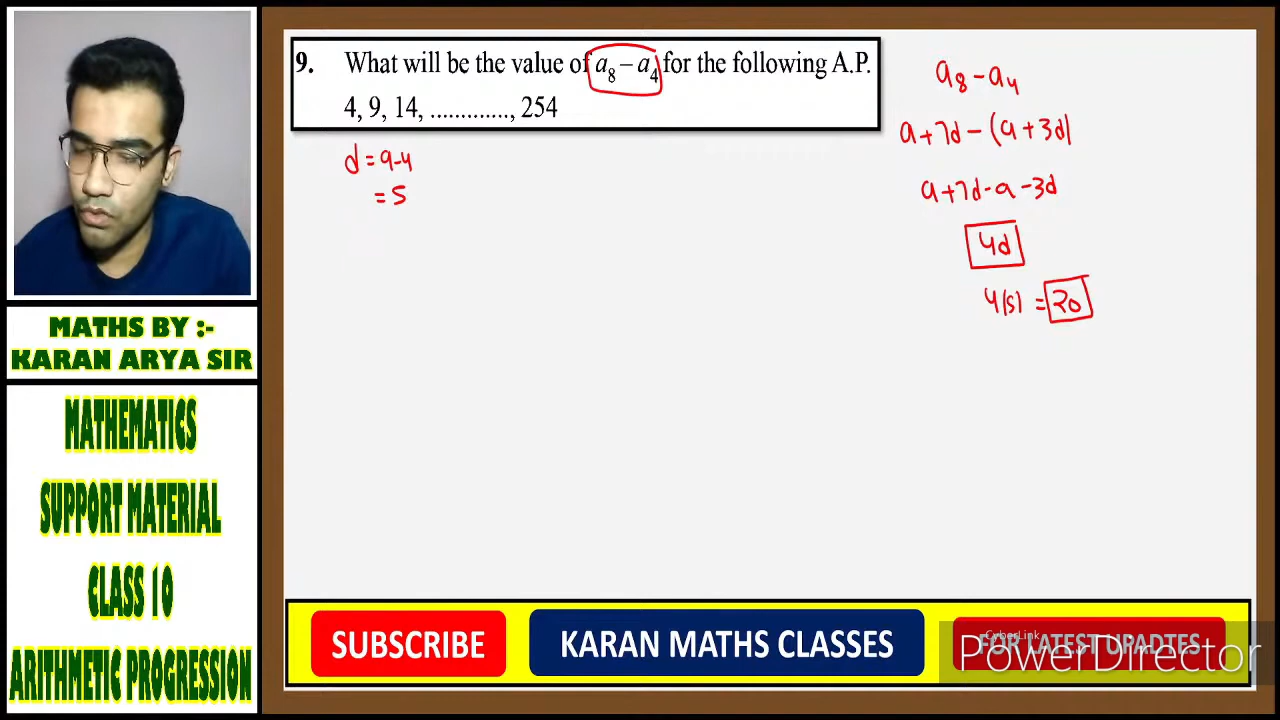 9. What will be the value of a₈ – a₄ for the following A.P.
4, 9, 14, ............., 254
d = 9-4
= 5
a₈ - a₄
a+7d - (a+3d)
a+7d-a-3d
4d
4(5) = 20
MATHS BY :-
KARAN ARYA SIR
MATHEMATICS
SUPPORT MATERIAL
CLASS 10
ARITHMETIC PROGRESSION
SUBSCRIBE
KARAN MATHS CLASSES
FOR LATEST UPADTES
CyberLink
PowerDirector